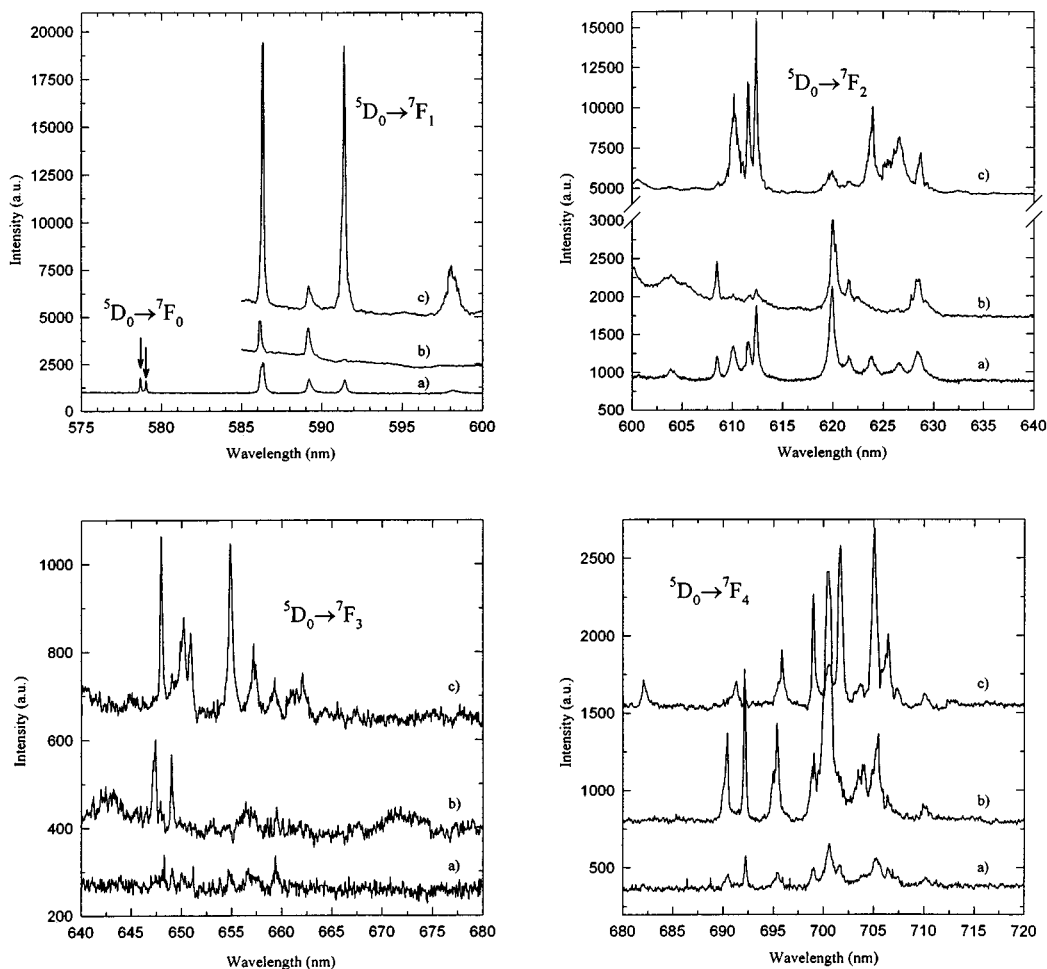 20000
17500
15000
12500
10000
7500
5000
2500
0
Intensity (a.u.)
⁵D₀→⁷F₁
⁵D₀→⁷F₀
c)
b)
a)
575 580 585 590 595 600
Wavelength (nm)
15000
12500
10000
7500
5000
3000
2500
2000
1500
1000
500
Intensity (a.u.)
⁵D₀→⁷F₂
c)
b)
a)
600 605 610 615 620 625 630 635 640
Wavelength (nm)
1000
800
600
400
200
Intensity (a.u.)
⁵D₀→⁷F₃
c)
b)
a)
640 645 650 655 660 665 670 675 680
Wavelength (nm)
2500
2000
1500
1000
500
Intensity (a.u.)
⁵D₀→⁷F₄
c)
b)
a)
680 685 690 695 700 705 710 715 720
Wavelength (nm)